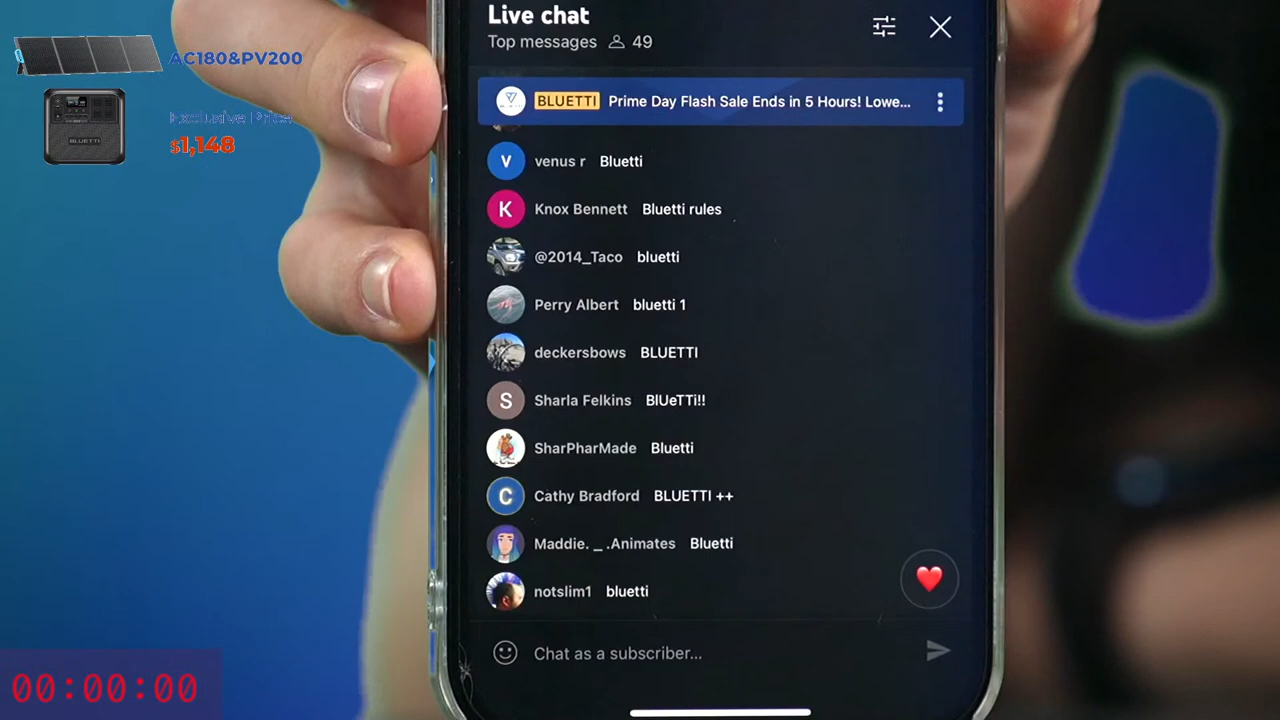 AC180&PV200
Exclusive Price
$1,148
BLUETTI
00:00:00
Live chat
Top messages 49
BLUETTI Prime Day Flash Sale Ends in 5 Hours! Lowe...
V venus r Bluetti
K Knox Bennett Bluetti rules
@2014_Taco bluetti
Perry Albert bluetti 1
deckersbows BLUETTI
S Sharla Felkins BlUeTTi!!
SharPharMade Bluetti
C Cathy Bradford BLUETTI ++
Maddie. _ .Animates Bluetti
notslim1 bluetti
Chat as a subscriber...